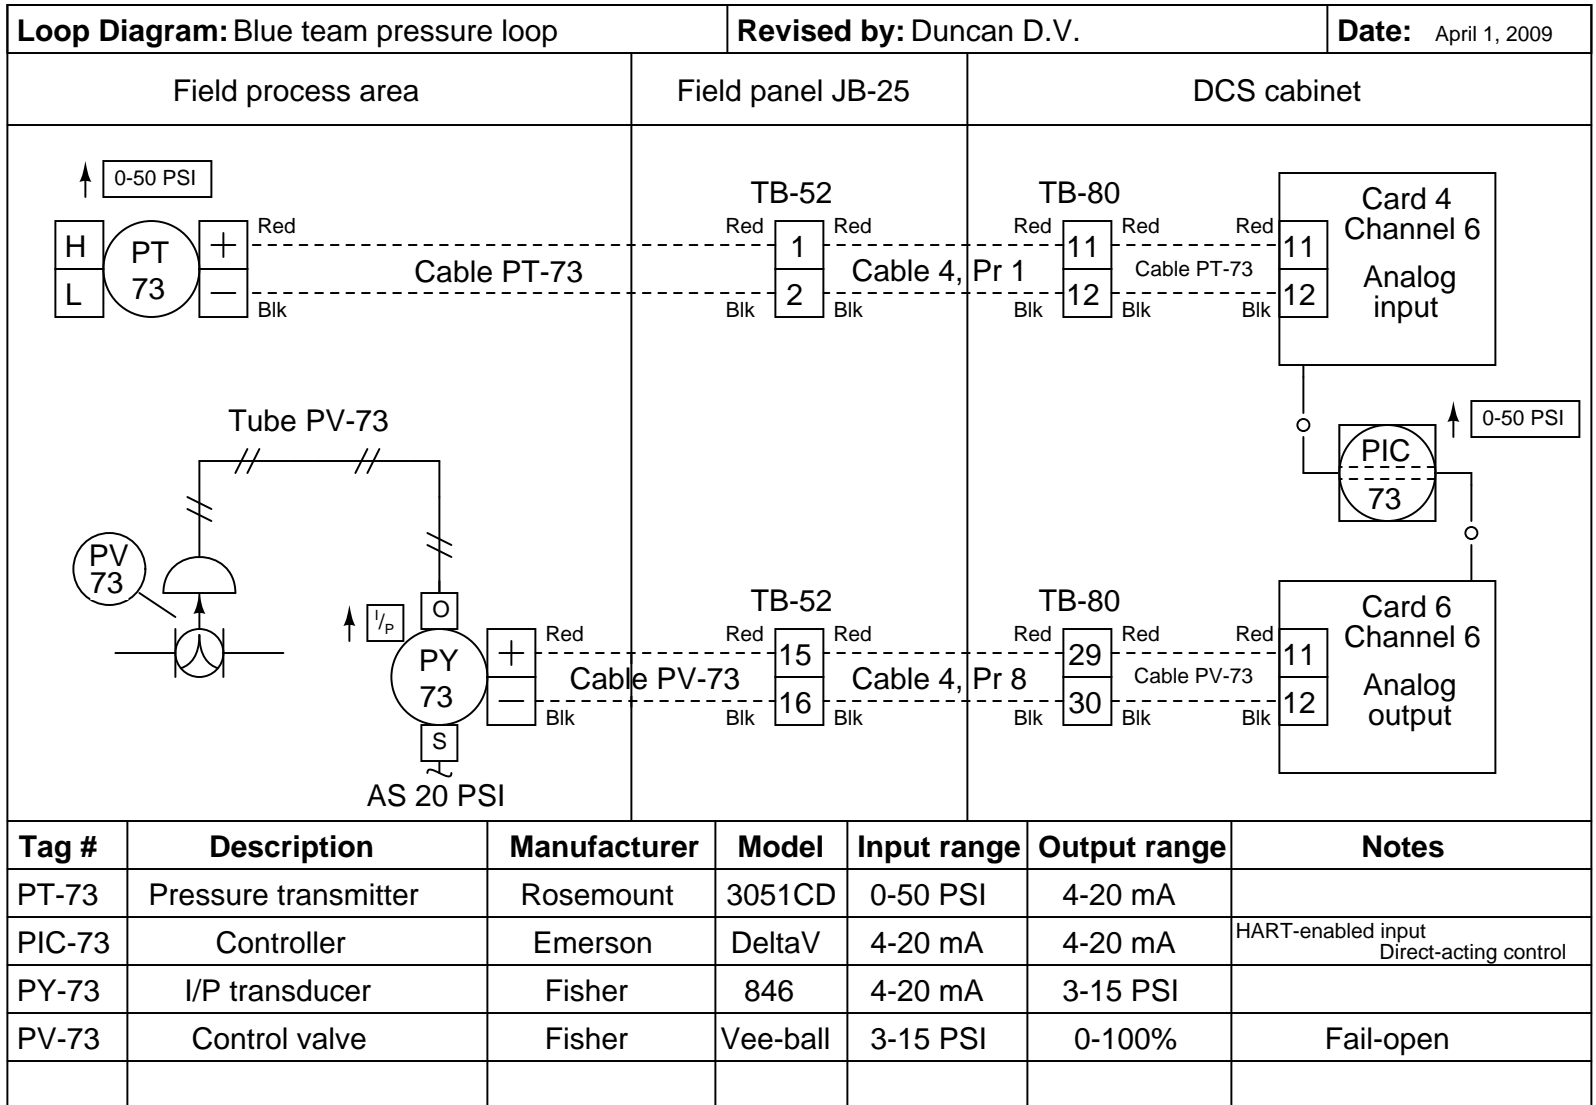 Loop Diagram: Blue team pressure loop Revised by: Duncan D.V. Date: April 1, 2009
Field process area Field panel JB-25 DCS cabinet
0-50 PSI
H
L
PT
73
+
—
Red
Blk
Cable PT-73
TB-52
Red 1 Red
Blk 2 Blk
Cable 4, Pr 1
TB-80
Red 11 Red
Blk 12 Blk
Cable PT-73
Red 11
Blk 12
Card 4
Channel 6
Analog
input
Tube PV-73
PIC
73
0-50 PSI
PV
73
I/P
O
PY
73
S
AS 20 PSI
+
—
Red
Blk
Cable PV-73
TB-52
Red 15 Red
Blk 16 Blk
Cable 4, Pr 8
TB-80
Red 29 Red
Blk 30 Blk
Cable PV-73
Red 11
Blk 12
Card 6
Channel 6
Analog
output
Tag # Description Manufacturer Model Input range Output range Notes
PT-73 Pressure transmitter Rosemount 3051CD 0-50 PSI 4-20 mA
PIC-73 Controller Emerson DeltaV 4-20 mA 4-20 mA HART-enabled input
Direct-acting control
PY-73 I/P transducer Fisher 846 4-20 mA 3-15 PSI
PV-73 Control valve Fisher Vee-ball 3-15 PSI 0-100% Fail-open